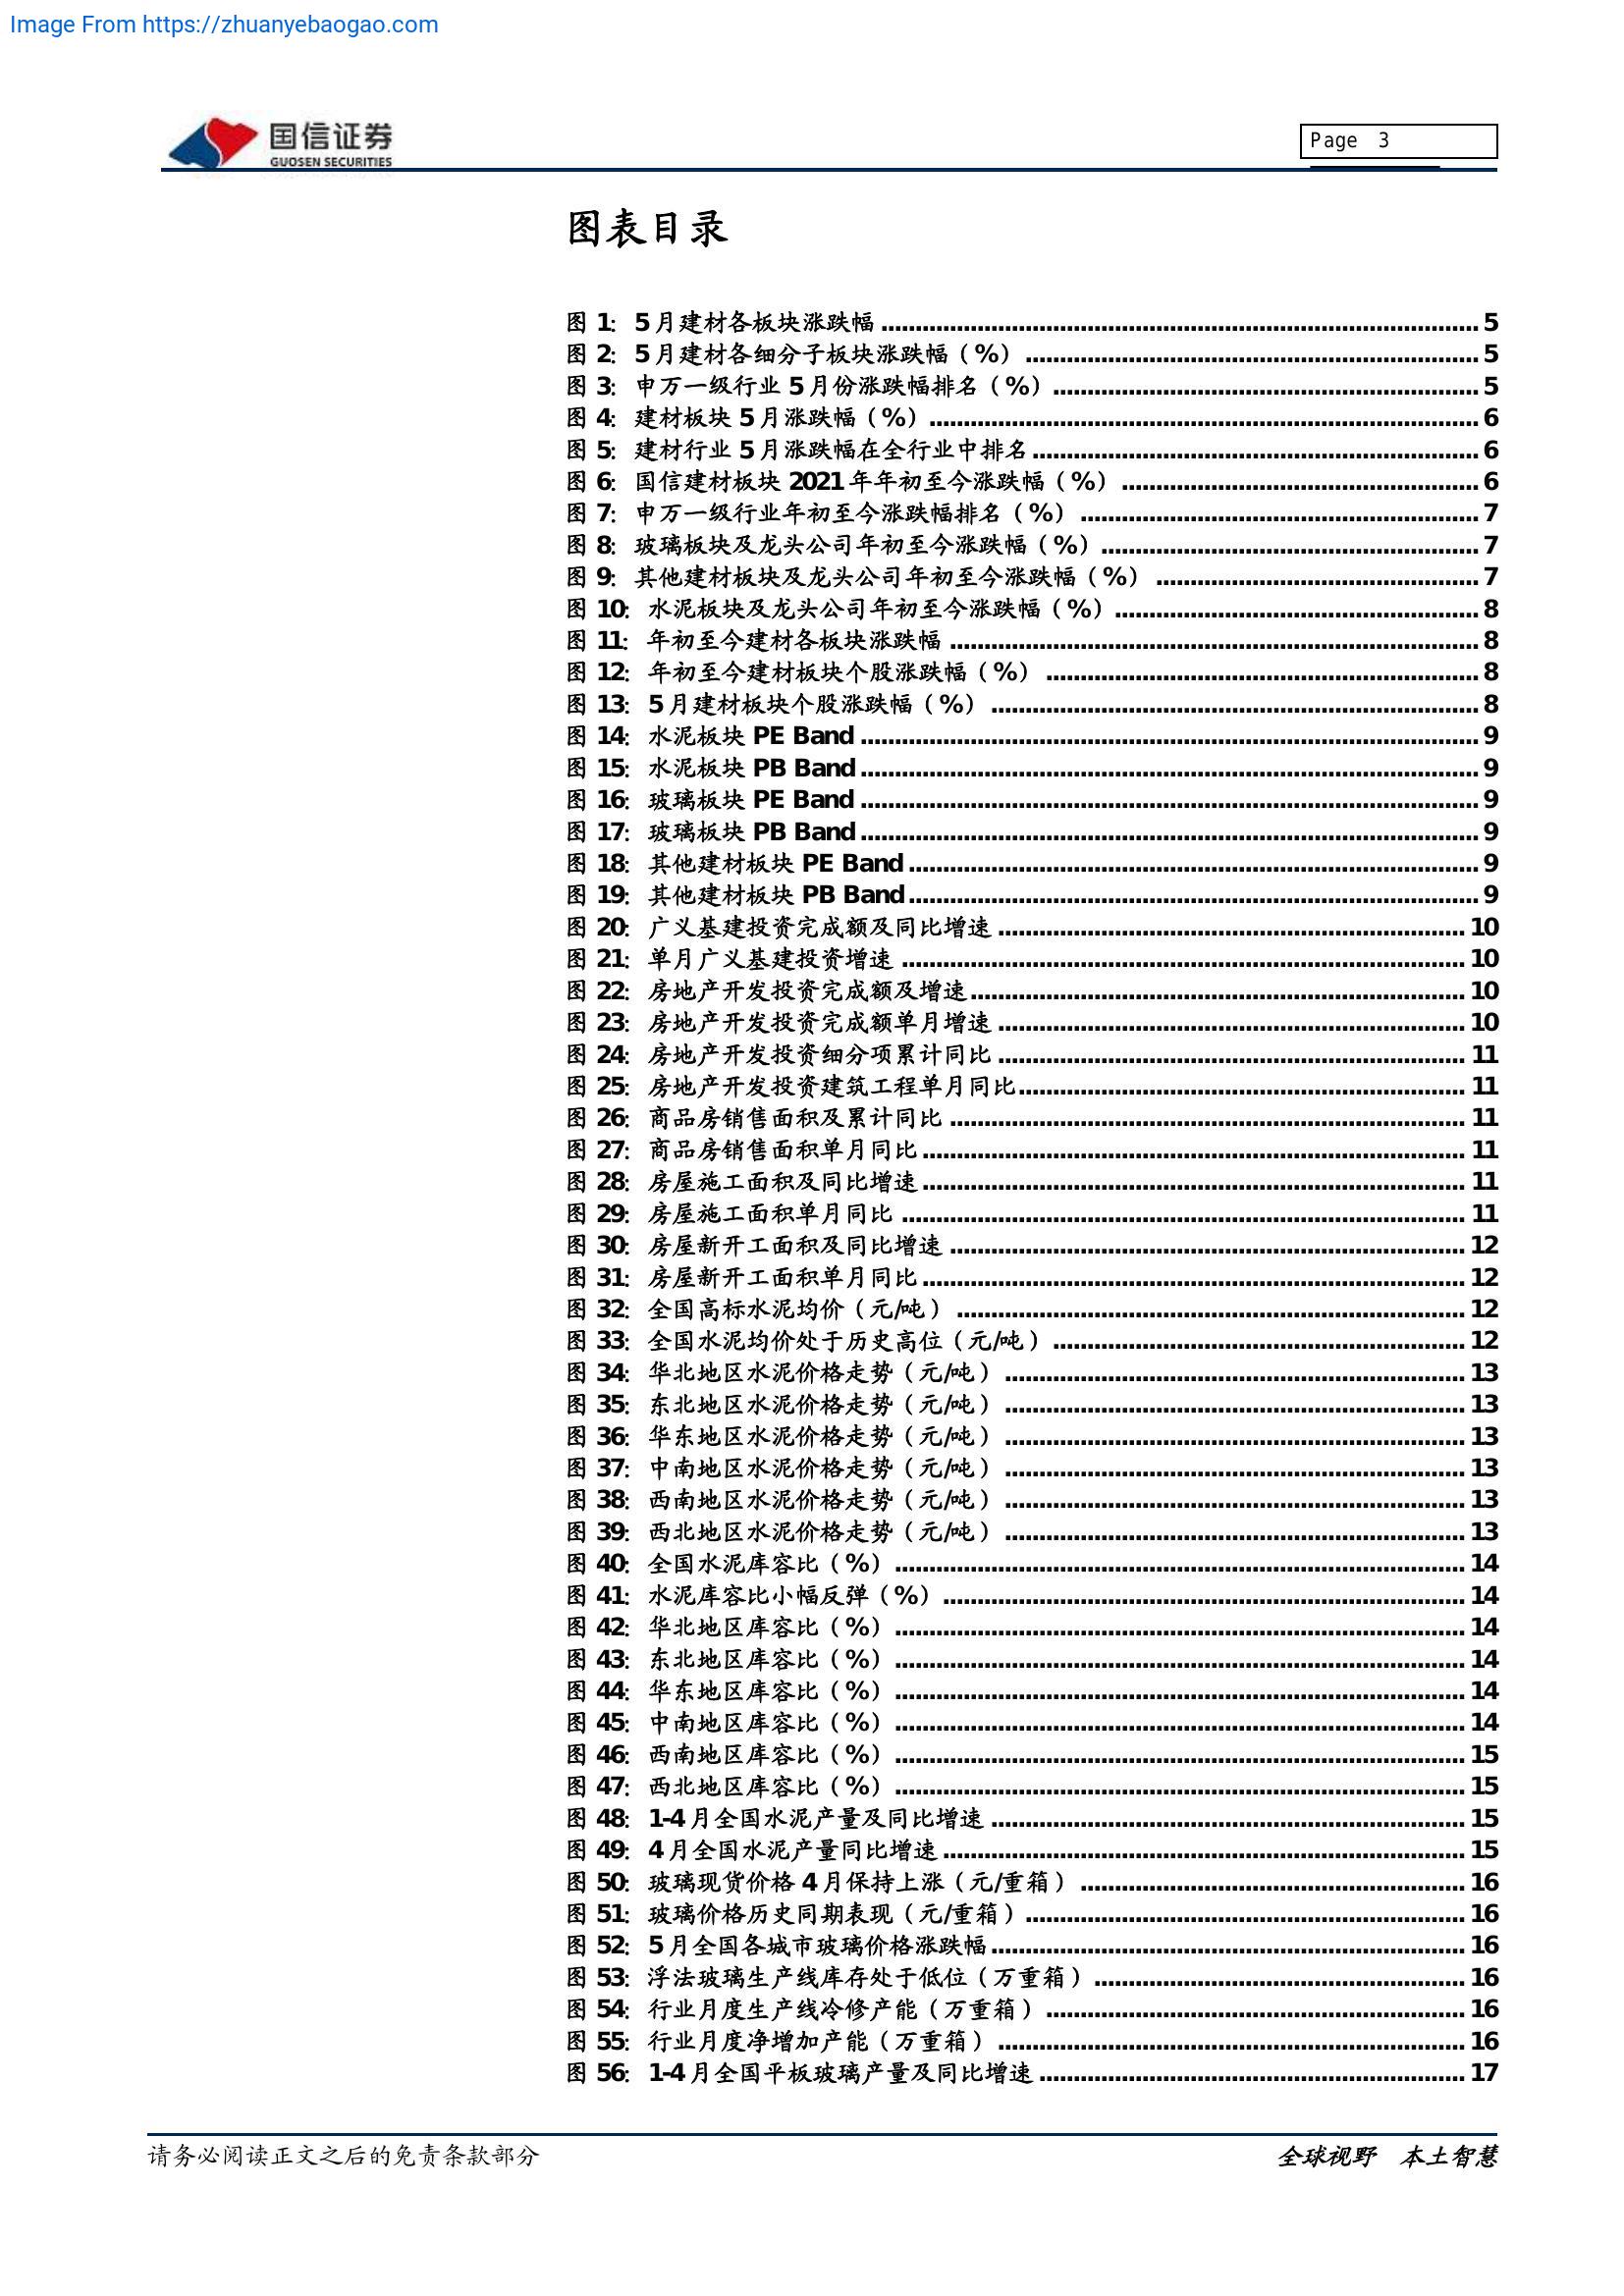 Image From https://zhuanyebaogao.com
国信证券
GUOSEN SECURITIES
Page 3
图表目录
图 1: 5 月建材各板块涨跌幅 ........ 5
图 2: 5 月建材各细分子板块涨跌幅（%） ........ 5
图 3: 申万一级行业 5 月份涨跌幅排名（%） ........ 5
图 4: 建材板块 5 月涨跌幅（%） ........ 6
图 5: 建材行业 5 月涨跌幅在全行业中排名 ........ 6
图 6: 国信建材板块 2021 年年初至今涨跌幅（%） ........ 6
图 7: 申万一级行业年初至今涨跌幅排名（%） ........ 7
图 8: 玻璃板块及龙头公司年初至今涨跌幅（%） ........ 7
图 9: 其他建材板块及龙头公司年初至今涨跌幅（%） ........ 7
图 10: 水泥板块及龙头公司年初至今涨跌幅（%） ........ 8
图 11: 年初至今建材各板块涨跌幅 ........ 8
图 12: 年初至今建材板块个股涨跌幅（%） ........ 8
图 13: 5 月建材板块个股涨跌幅（%） ........ 8
图 14: 水泥板块 PE Band ........ 9
图 15: 水泥板块 PB Band ........ 9
图 16: 玻璃板块 PE Band ........ 9
图 17: 玻璃板块 PB Band ........ 9
图 18: 其他建材板块 PE Band ........ 9
图 19: 其他建材板块 PB Band ........ 9
图 20: 广义基建投资完成额及同比增速 ........ 10
图 21: 单月广义基建投资增速 ........ 10
图 22: 房地产开发投资完成额及增速 ........ 10
图 23: 房地产开发投资完成额单月增速 ........ 10
图 24: 房地产开发投资细分项累计同比 ........ 11
图 25: 房地产开发投资建筑工程单月同比 ........ 11
图 26: 商品房销售面积及累计同比 ........ 11
图 27: 商品房销售面积单月同比 ........ 11
图 28: 房屋施工面积及同比增速 ........ 11
图 29: 房屋施工面积单月同比 ........ 11
图 30: 房屋新开工面积及同比增速 ........ 12
图 31: 房屋新开工面积单月同比 ........ 12
图 32: 全国高标水泥均价（元/吨） ........ 12
图 33: 全国水泥均价处于历史高位（元/吨） ........ 12
图 34: 华北地区水泥价格走势（元/吨） ........ 13
图 35: 东北地区水泥价格走势（元/吨） ........ 13
图 36: 华东地区水泥价格走势（元/吨） ........ 13
图 37: 中南地区水泥价格走势（元/吨） ........ 13
图 38: 西南地区水泥价格走势（元/吨） ........ 13
图 39: 西北地区水泥价格走势（元/吨） ........ 13
图 40: 全国水泥库容比（%） ........ 14
图 41: 水泥库容比小幅反弹（%） ........ 14
图 42: 华北地区库容比（%） ........ 14
图 43: 东北地区库容比（%） ........ 14
图 44: 华东地区库容比（%） ........ 14
图 45: 中南地区库容比（%） ........ 14
图 46: 西南地区库容比（%） ........ 15
图 47: 西北地区库容比（%） ........ 15
图 48: 1-4 月全国水泥产量及同比增速 ........ 15
图 49: 4 月全国水泥产量同比增速 ........ 15
图 50: 玻璃现货价格 4 月保持上涨（元/重箱） ........ 16
图 51: 玻璃价格历史同期表现（元/重箱） ........ 16
图 52: 5 月全国各城市玻璃价格涨跌幅 ........ 16
图 53: 浮法玻璃生产线库存处于低位（万重箱） ........ 16
图 54: 行业月度生产线冷修产能（万重箱） ........ 16
图 55: 行业月度净增加产能（万重箱） ........ 16
图 56: 1-4 月全国平板玻璃产量及同比增速 ........ 17
请务必阅读正文之后的免责条款部分
全球视野 本土智慧